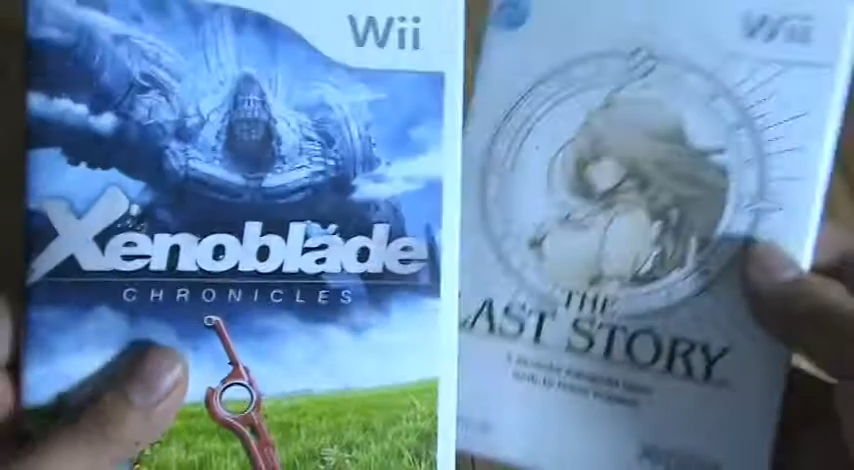 Wii
Xenoblade
CHRONICLES
Wii
THE
LAST STORY